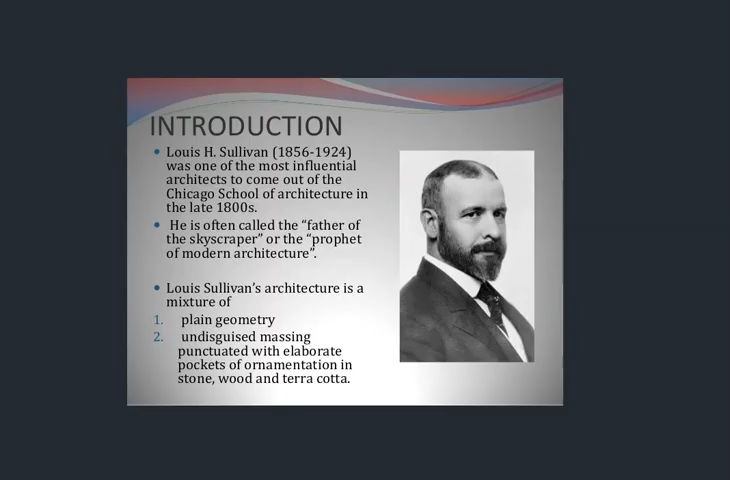 INTRODUCTION
• Louis H. Sullivan (1856-1924)
was one of the most influential
architects to come out of the
Chicago School of architecture in
the late 1800s.
• He is often called the “father of
the skyscraper” or the “prophet
of modern architecture”.
• Louis Sullivan’s architecture is a
mixture of
1. plain geometry
2. undisguised massing
punctuated with elaborate
pockets of ornamentation in
stone, wood and terra cotta.